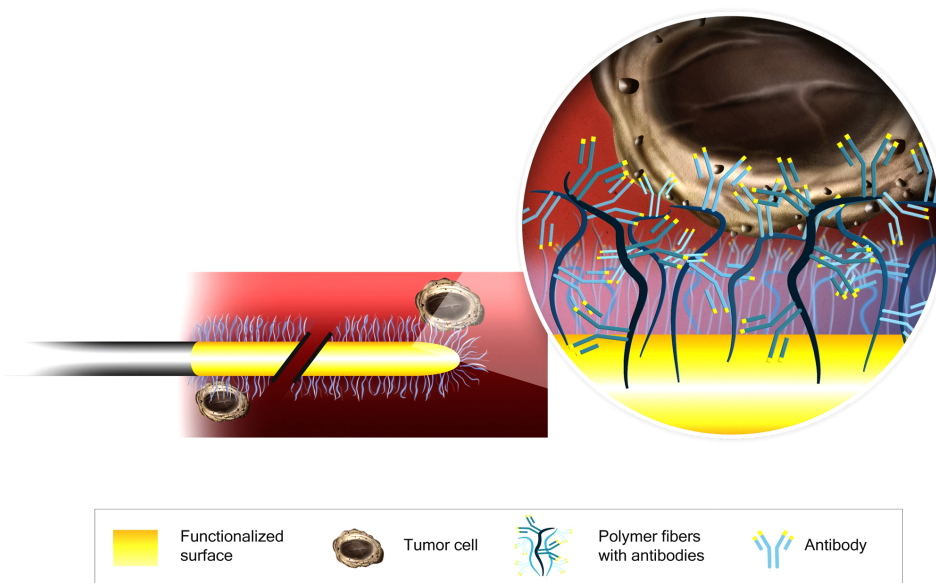 Functionalized
surface
Tumor cell
Polymer fibers
with antibodies
Antibody